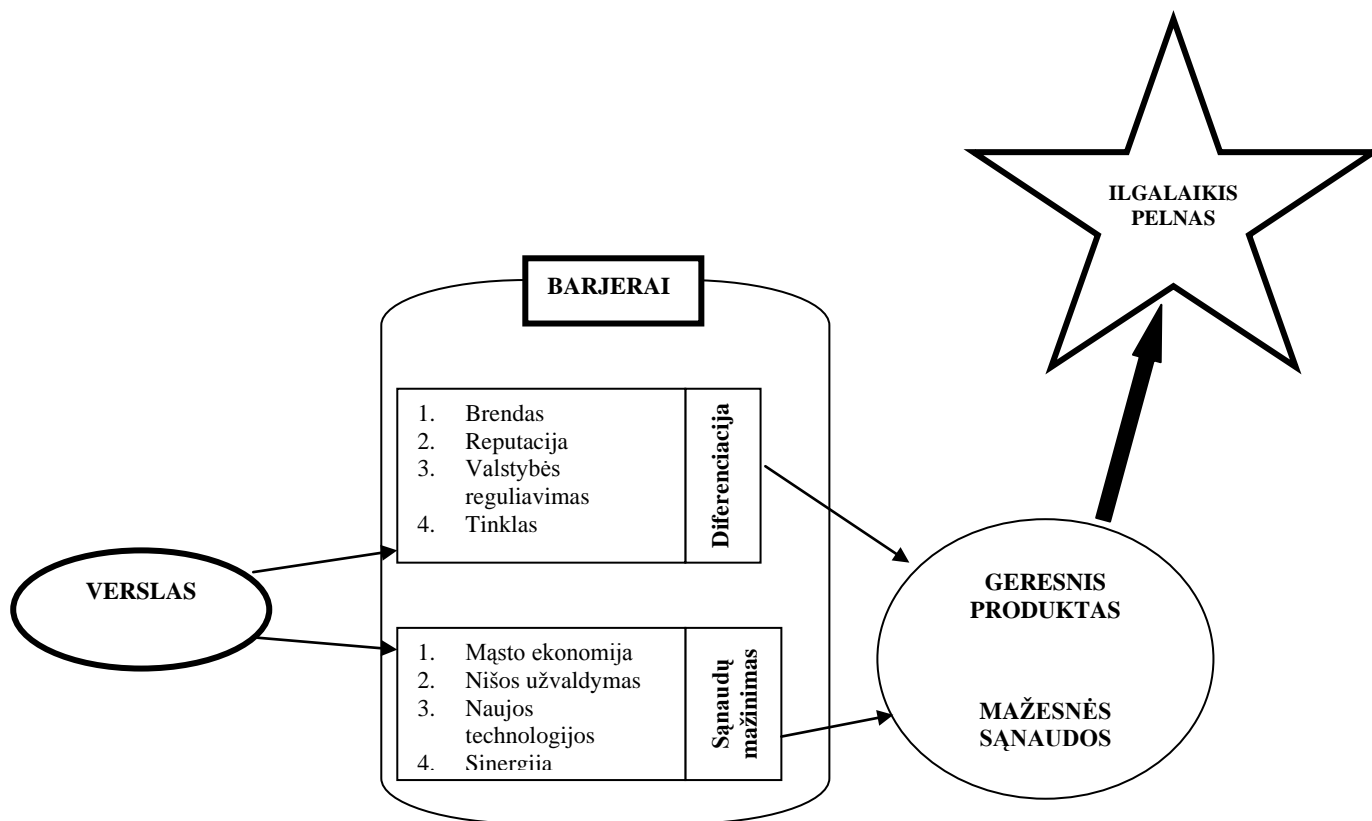 ILGALAIKIS
PELNAS
BARJERAI
1. Brendas
2. Reputacija
3. Valstybės
reguliavimas
4. Tinklas
Diferenciacija
VERSLAS
1. Mąsto ekonomija
2. Nišos užvaldymas
3. Naujos
technologijos
4. Sinergija
Sąnaudų
mažinimas
GERESNIS
PRODUKTAS
MAŽESNĖS
SĄNAUDOS